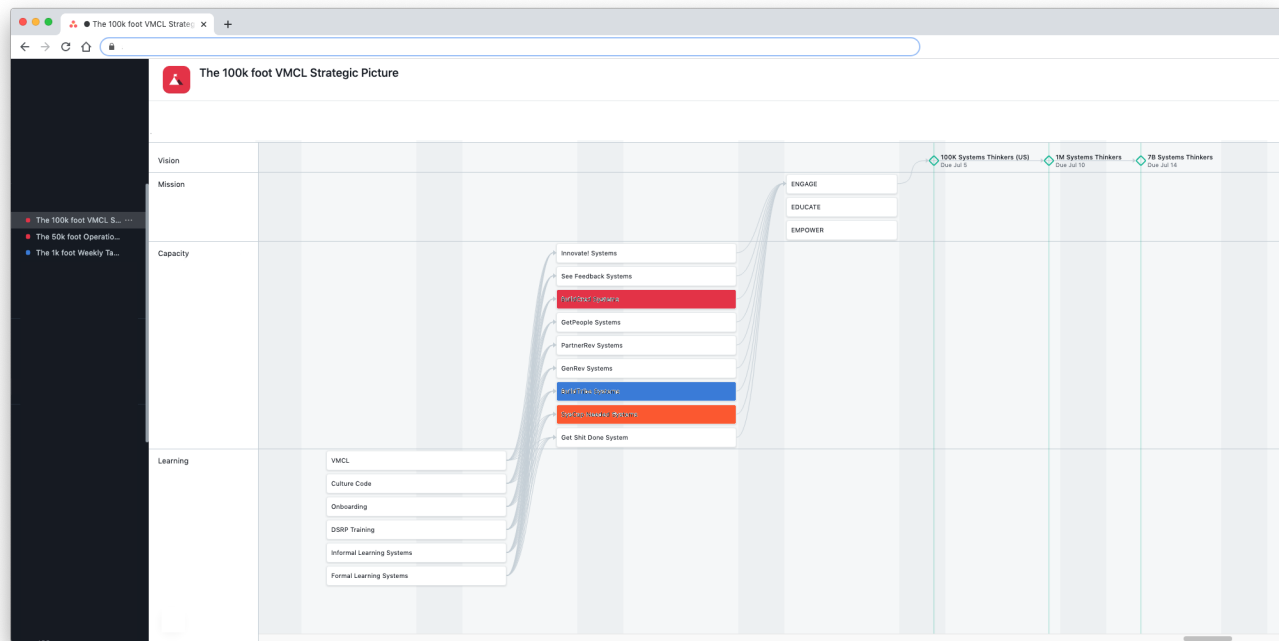 The 100k foot VMCL Strateg
The 100k foot VMCL Strategic Picture
The 100k foot VMCL S... ···
The 50k foot Operatio...
The 1k foot Weekly Ta...
Vision
100K Systems Thinkers (US)
Due Jul 5
1M Systems Thinkers
Due Jul 10
7B Systems Thinkers
Due Jul 14
Mission
ENGAGE
EDUCATE
EMPOWER
Capacity
Innovate! Systems
See Feedback Systems
Systems
GetPeople Systems
PartnerRev Systems
GenRev Systems
Systems
Systems
Get Shit Done System
Learning
VMCL
Culture Code
Onboarding
DSRP Training
Informal Learning Systems
Formal Learning Systems